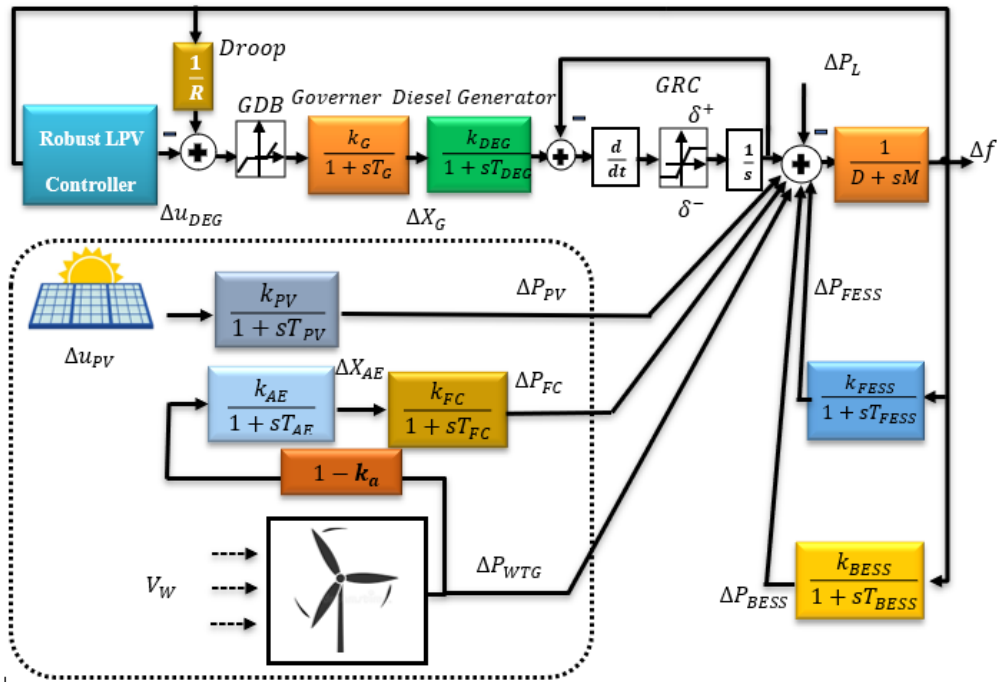 Droop
1/R
ΔP_L
GDB
Governer
Diesel Generator
GRC
δ⁺
Robust LPV
Controller
k_G/(1 + sT_G)
k_DEG/(1 + sT_DEG)
d/dt
1/s
1/(D + sM)
Δf
δ⁻
Δu_DEG
ΔX_G
k_PV/(1 + sT_PV)
ΔP_PV
ΔP_FESS
Δu_PV
ΔX_AE
ΔP_FC
k_AE/(1 + sT_AE)
k_FC/(1 + sT_FC)
k_FESS/(1 + sT_FESS)
1 − k_a
V_W
ΔP_WTG
ΔP_BESS
k_BESS/(1 + sT_BESS)